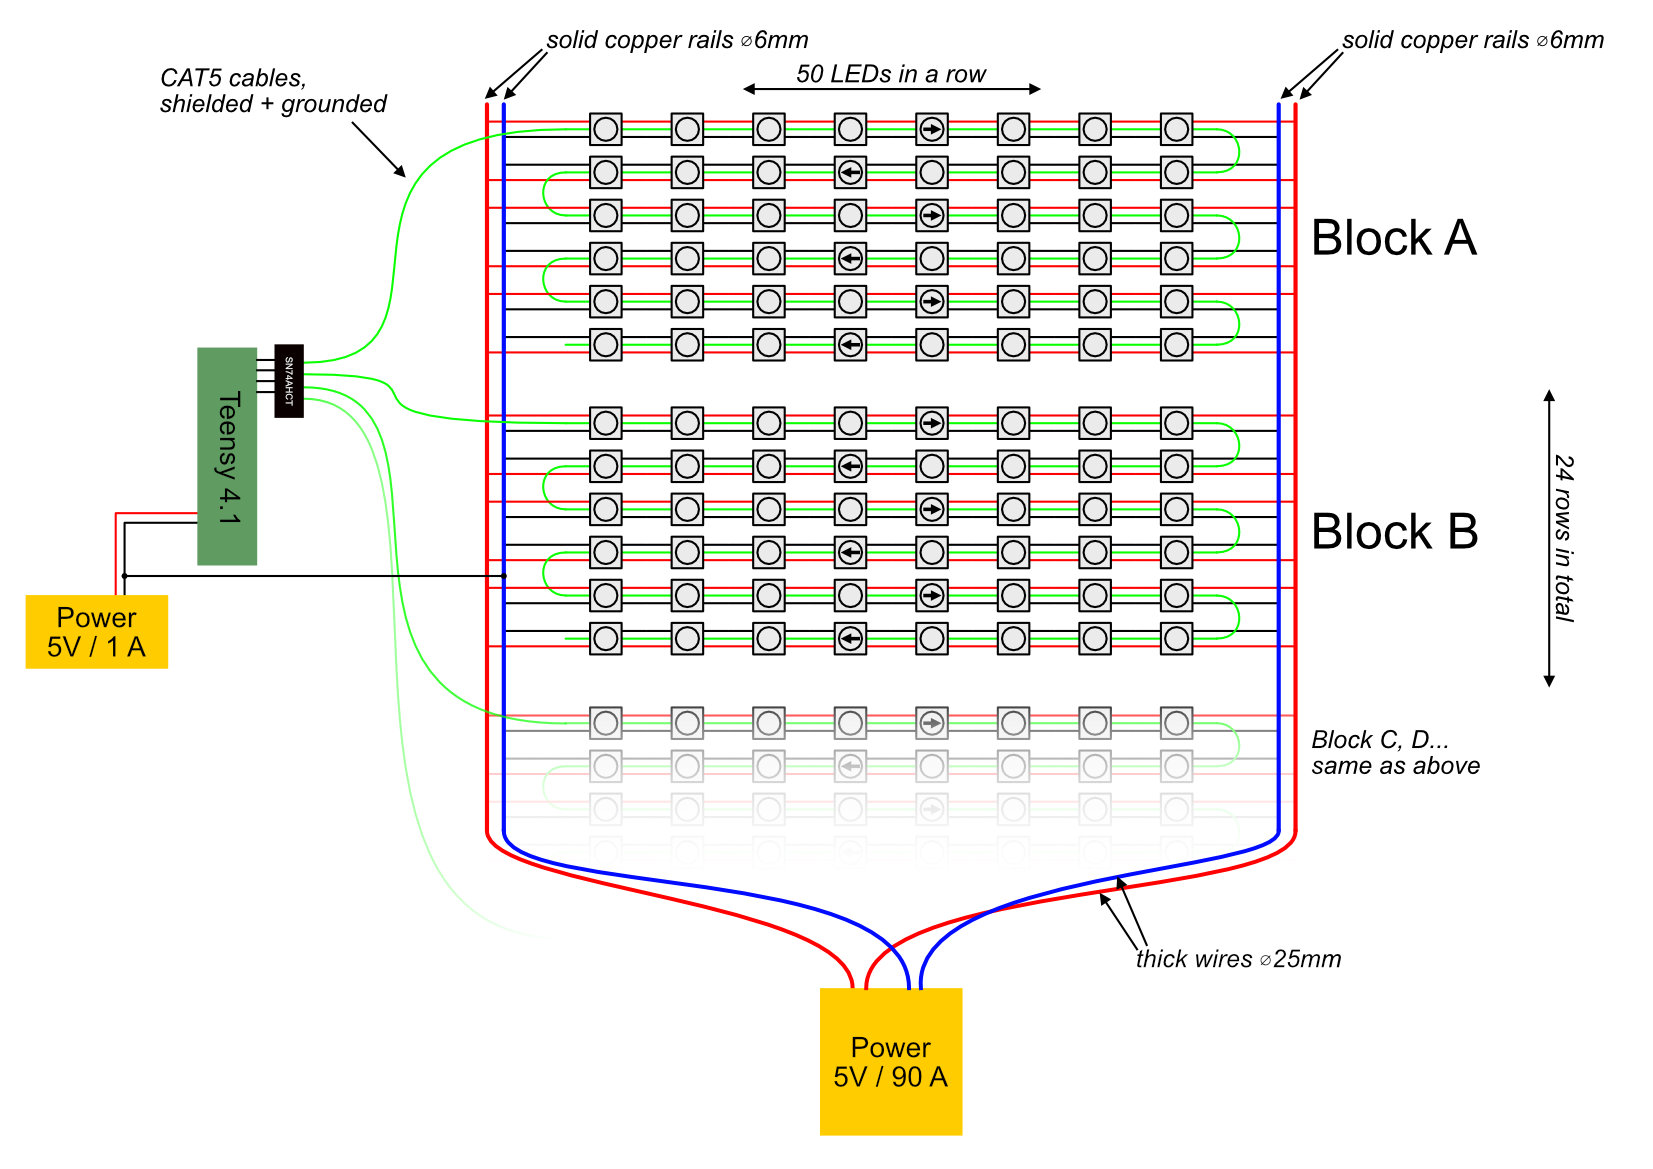 solid copper rails ⌀6mm
solid copper rails ⌀6mm
CAT5 cables,
shielded + grounded
50 LEDs in a row
Block A
SN74AHCT
Teensy 4.1
Block B
24 rows in total
Power
5V / 1 A
Block C, D...
same as above
thick wires ⌀25mm
Power
5V / 90 A